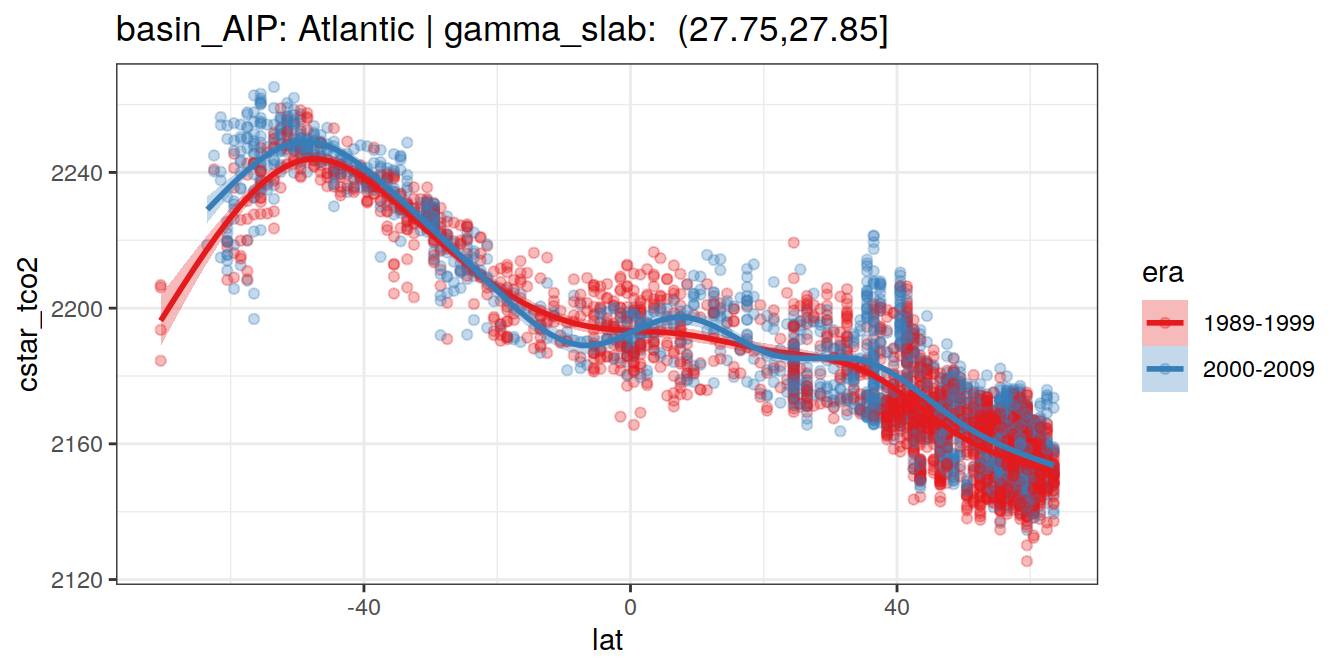 basin_AIP: Atlantic | gamma_slab:  (27.75,27.85]
cstar_tco2
2240
2200
2160
2120
-40
0
40
lat
era
1989-1999
2000-2009